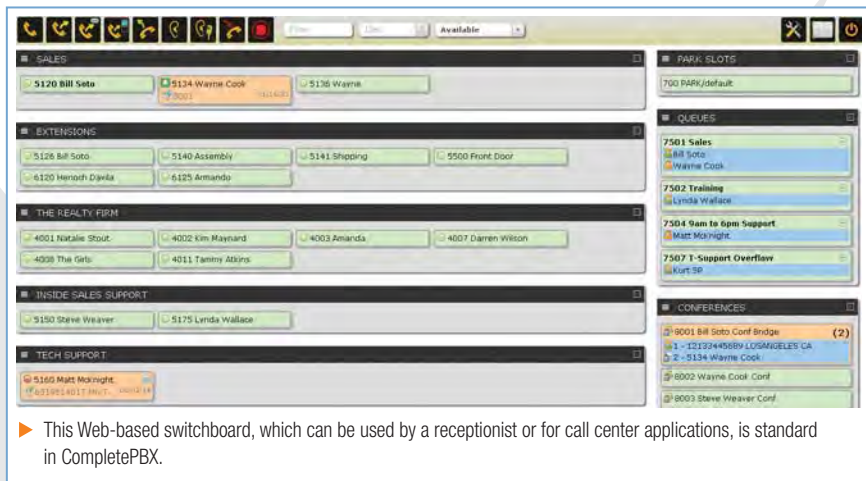 Available
SALES
5120 Bill Soto
5134 Wayne Cook
5136 Wayne
8001
EXTENSIONS
5126 Bill Soto
5140 Assembly
5141 Shipping
5500 Front Door
6120 Henoch Davila
6125 Armando
THE REALTY FIRM
4001 Natalie Stout
4002 Kim Maynard
4003 Amanda
4007 Darren Wilson
4008 The Girls
4011 Tammy Atkins
INSIDE SALES SUPPORT
5150 Steve Weaver
5175 Lynda Wallace
TECH SUPPORT
5160 Matt McKnight
PARK SLOTS
700 PARK/default
QUEUES
7501 Sales
Bill Soto
Wayne Cook
7502 Training
Lynda Wallace
7504 9am to 6pm Support
Matt McKnight
7507 T-Support Overflow
Kurt SP
CONFERENCES
8001 Bill Soto Conf Bridge (2)
1 - 12133445689 LOSANGELES CA
2 - 5134 Wayne Cook
8002 Wayne Cook Conf
8003 Steve Weaver Conf
This Web-based switchboard, which can be used by a receptionist or for call center applications, is standard
in CompletePBX.